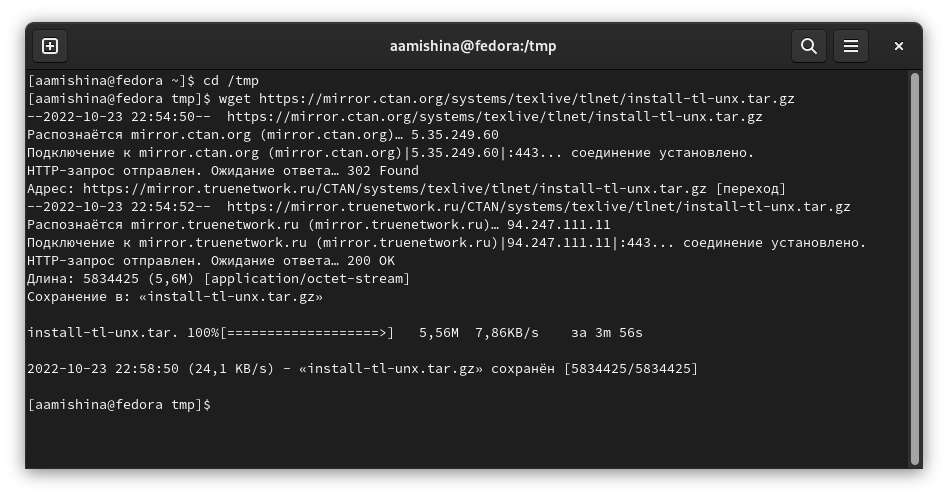 aamishina@fedora:/tmp
[aamishina@fedora ~]$ cd /tmp
[aamishina@fedora tmp]$ wget https://mirror.ctan.org/systems/texlive/tlnet/install-tl-unx.tar.gz
--2022-10-23 22:54:50--  https://mirror.ctan.org/systems/texlive/tlnet/install-tl-unx.tar.gz
Распознаётся mirror.ctan.org (mirror.ctan.org)… 5.35.249.60
Подключение к mirror.ctan.org (mirror.ctan.org)|5.35.249.60|:443... соединение установлено.
HTTP-запрос отправлен. Ожидание ответа… 302 Found
Адрес: https://mirror.truenetwork.ru/CTAN/systems/texlive/tlnet/install-tl-unx.tar.gz [переход]
--2022-10-23 22:54:52--  https://mirror.truenetwork.ru/CTAN/systems/texlive/tlnet/install-tl-unx.tar.gz
Распознаётся mirror.truenetwork.ru (mirror.truenetwork.ru)… 94.247.111.11
Подключение к mirror.truenetwork.ru (mirror.truenetwork.ru)|94.247.111.11|:443... соединение установлено.
HTTP-запрос отправлен. Ожидание ответа… 200 OK
Длина: 5834425 (5,6M) [application/octet-stream]
Сохранение в: «install-tl-unx.tar.gz»
install-tl-unx.tar. 100%[===================>]   5,56M  7,86KB/s    за 3m 56s
2022-10-23 22:58:50 (24,1 KB/s) - «install-tl-unx.tar.gz» сохранён [5834425/5834425]
[aamishina@fedora tmp]$